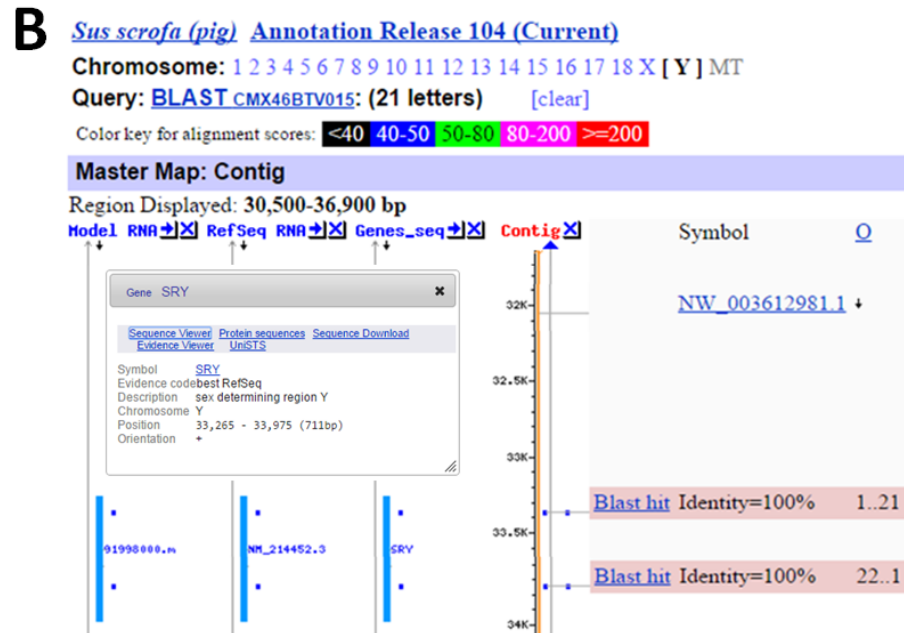 B
Sus scrofa (pig) Annotation Release 104 (Current)
Chromosome: 1 2 3 4 5 6 7 8 9 10 11 12 13 14 15 16 17 18 X [ Y ] MT
Query: BLAST CMX46BTV015: (21 letters) [clear]
Color key for alignment scores: <40 40-50 50-80 80-200 >=200
Master Map: Contig
Region Displayed: 30,500-36,900 bp
Model RNA RefSeq RNA Genes_seq Contig Symbol O
Gene SRY
32K NW_003612981.1
Sequence Viewer Protein sequences Sequence Download
Evidence Viewer UniSTS
Symbol SRY
32.5K
Evidence code best RefSeq
Description sex determining region Y
Chromosome Y
Position 33,265 - 33,975 (711bp)
Orientation +
33K
Blast hit Identity=100% 1..21
33.5K
91998000.m NM_214452.3 SRY
Blast hit Identity=100% 22..1
34K